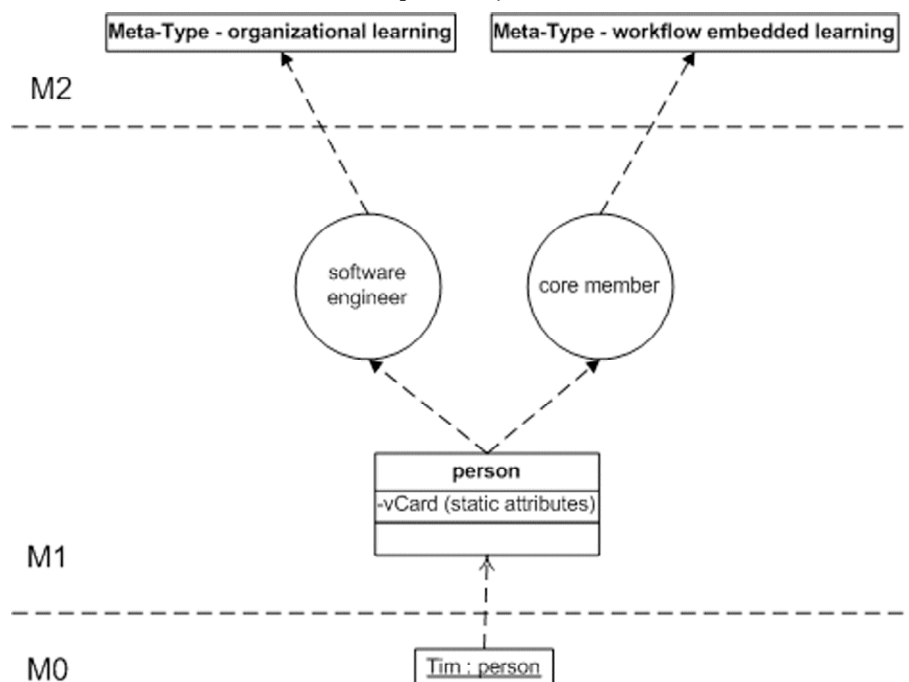 Meta-Type - organizational learning
Meta-Type - workflow embedded learning
M2
software
engineer
core member
person
-vCard (static attributes)
M1
Tim : person
M0